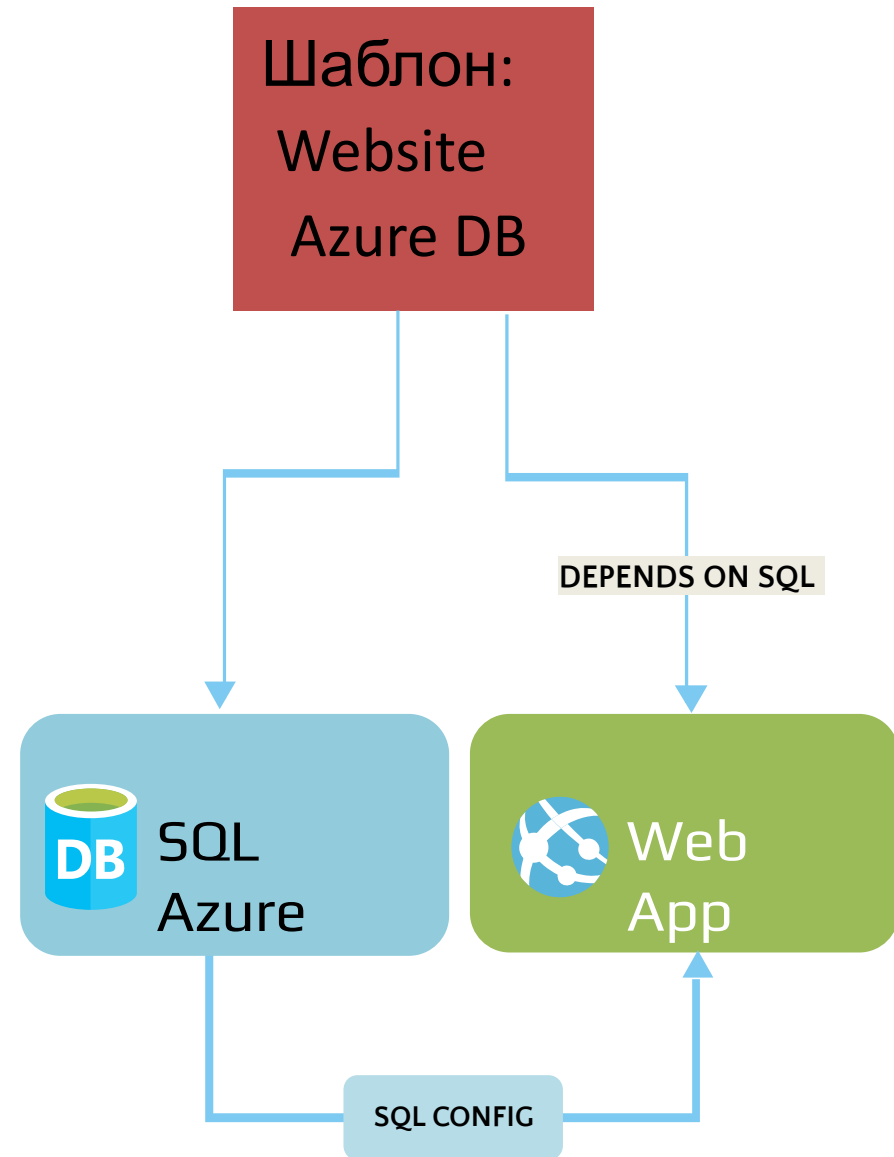 Шаблон:
Website
Azure DB
DEPENDS ON SQL
DB
SQL
Azure
Web
App
SQL CONFIG